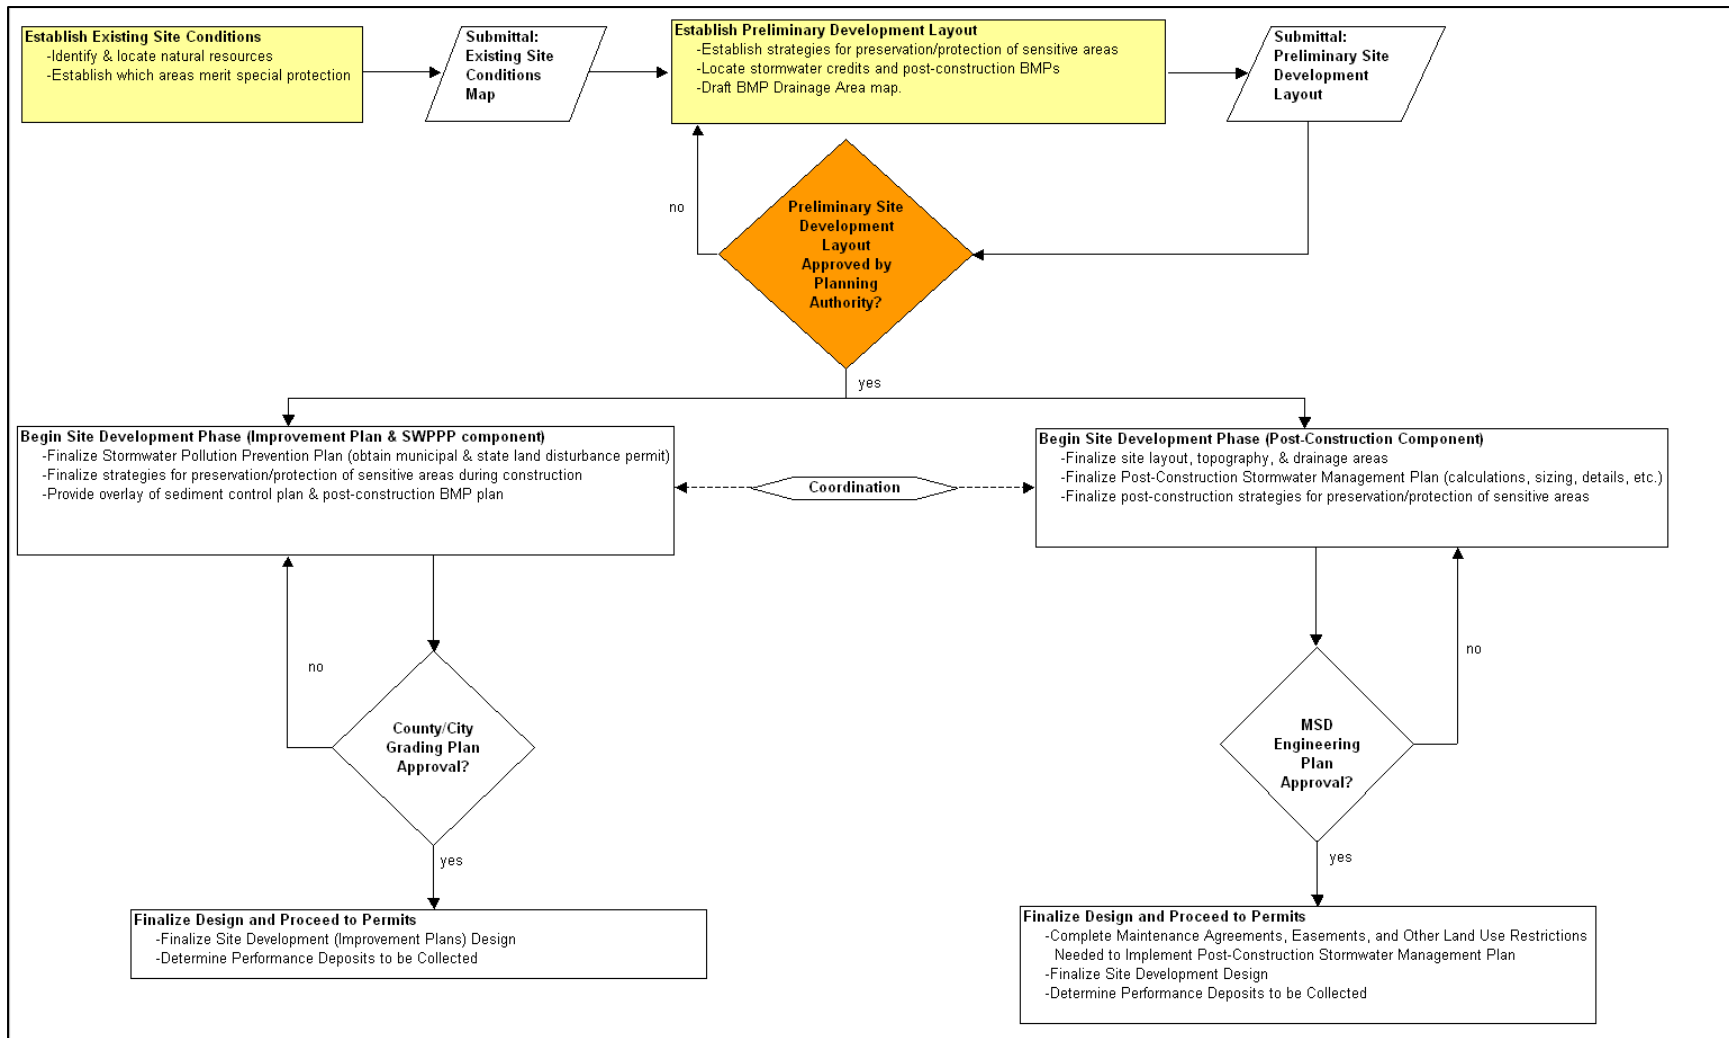 Establish Existing Site Conditions
-Identify & locate natural resources
-Establish which areas merit special protection
Submittal:
Existing Site
Conditions
Map
Establish Preliminary Development Layout
-Establish strategies for preservation/protection of sensitive areas
-Locate stormwater credits and post-construction BMPs
-Draft BMP Drainage Area map.
Submittal:
Preliminary Site
Development
Layout
no
Preliminary Site
Development
Layout
Approved by
Planning
Authority?
yes
Begin Site Development Phase (Improvement Plan & SWPPP component)
-Finalize Stormwater Pollution Prevention Plan (obtain municipal & state land disturbance permit)
-Finalize strategies for preservation/protection of sensitive areas during construction
-Provide overlay of sediment control plan & post-construction BMP plan
Coordination
Begin Site Development Phase (Post-Construction Component)
-Finalize site layout, topography, & drainage areas
-Finalize Post-Construction Stormwater Management Plan (calculations, sizing, details, etc.)
-Finalize post-construction strategies for preservation/protection of sensitive areas
no
County/City
Grading Plan
Approval?
yes
no
MSD
Engineering
Plan
Approval?
yes
Finalize Design and Proceed to Permits
-Finalize Site Development (Improvement Plans) Design
-Determine Performance Deposits to be Collected
Finalize Design and Proceed to Permits
-Complete Maintenance Agreements, Easements, and Other Land Use Restrictions
Needed to Implement Post-Construction Stormwater Management Plan
-Finalize Site Development Design
-Determine Performance Deposits to be Collected